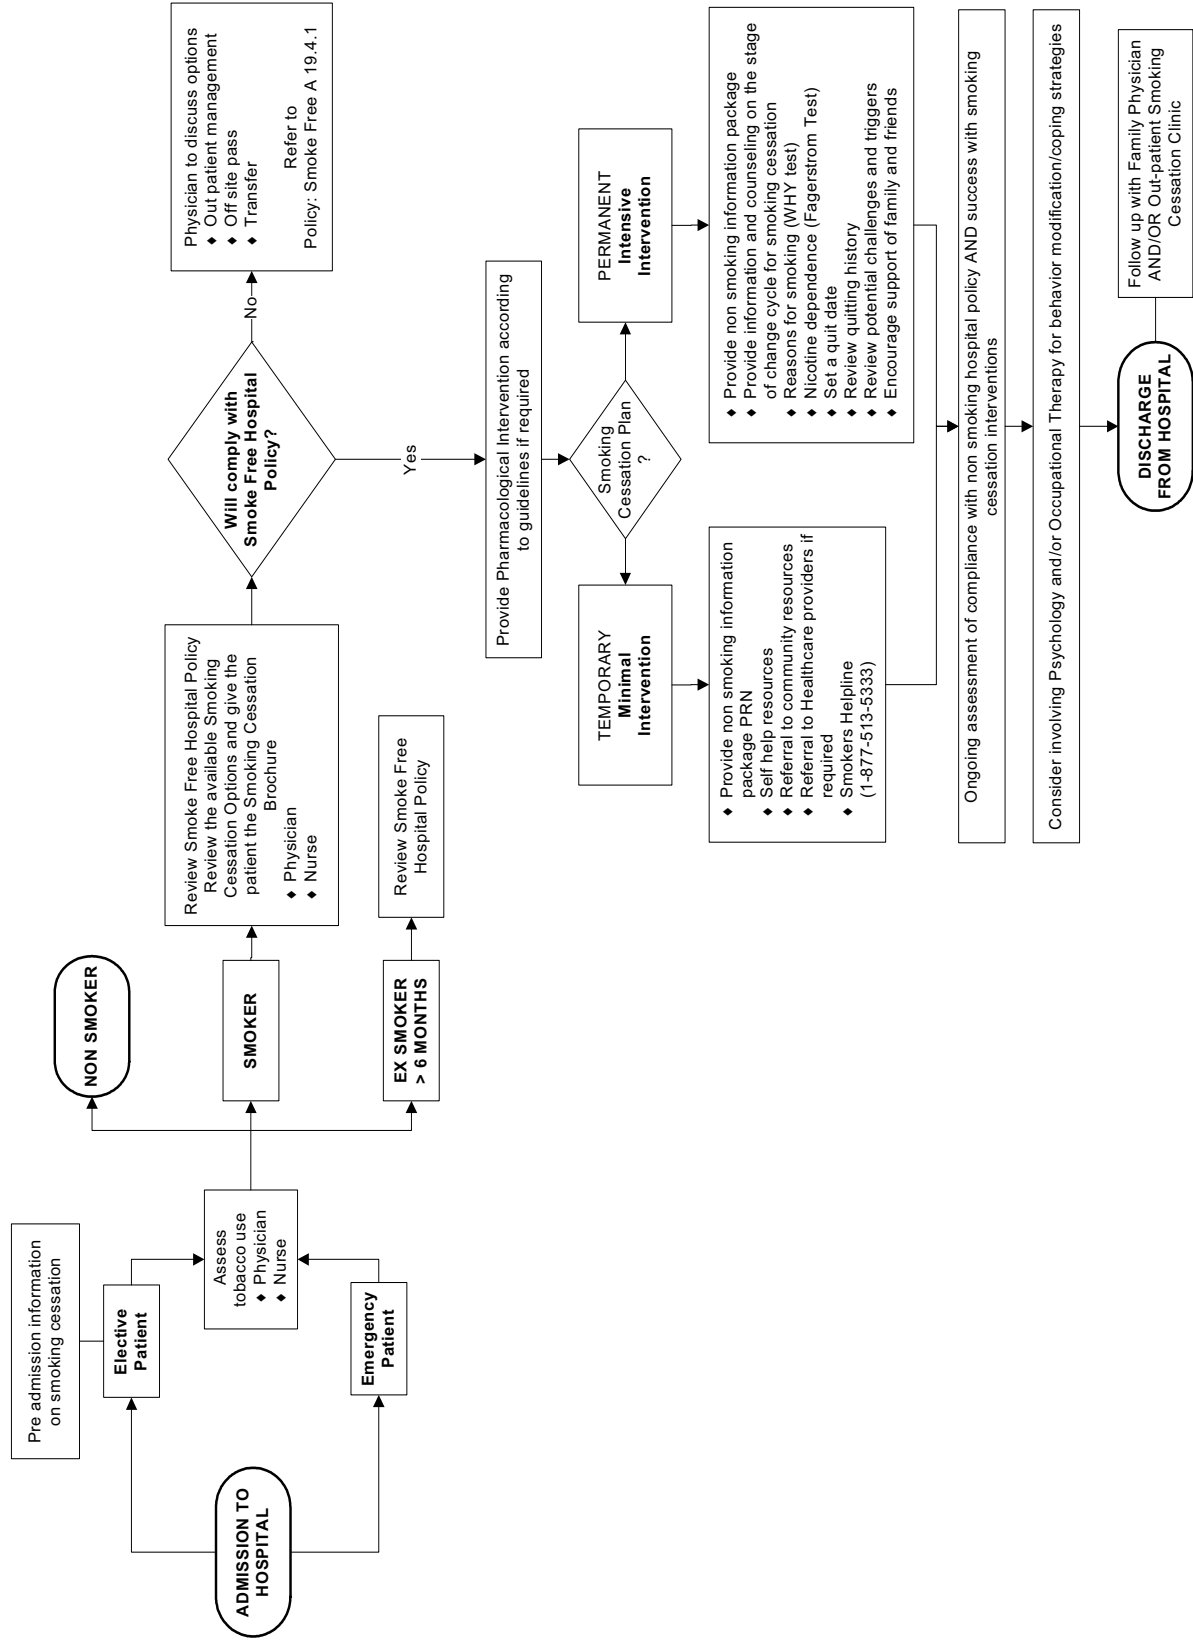 ADMISSION TO
HOSPITAL
Pre admission information
on smoking cessation
Elective
Patient
Emergency
Patient
Assess
tobacco use
♦ Physician
♦ Nurse
NON SMOKER
SMOKER
EX SMOKER
> 6 MONTHS
Review Smoke Free Hospital Policy
Review the available Smoking
Cessation Options and give the
patient the Smoking Cessation
Brochure
♦ Physician
♦ Nurse
Review Smoke Free
Hospital Policy
Will comply with
Smoke Free Hospital
Policy?
No
Physician to discuss options
♦ Out patient management
♦ Off site pass
♦ Transfer
Refer to
Policy: Smoke Free A 19.4.1
Yes
Provide Pharmacological Intervention according
to guidelines if required
Smoking
Cessation Plan
?
TEMPORARY
Minimal
Intervention
PERMANENT
Intensive
Intervention
♦ Provide non smoking information
package PRN
♦ Self help resources
♦ Referral to community resources
♦ Referral to Healthcare providers if
required
♦ Smokers Helpline
(1-877-513-5333)
♦ Provide non smoking information package
♦ Provide information and counseling on the stage
of change cycle for smoking cessation
♦ Reasons for smoking (WHY test)
♦ Nicotine dependence (Fagerstrom Test)
♦ Set a quit date
♦ Review quitting history
♦ Review potential challenges and triggers
♦ Encourage support of family and friends
Ongoing assessment of compliance with non smoking hospital policy AND success with smoking
cessation interventions
Consider involving Psychology and/or Occupational Therapy for behavior modification/coping strategies
DISCHARGE
FROM HOSPITAL
Follow up with Family Physician
AND/OR Out-patient Smoking
Cessation Clinic